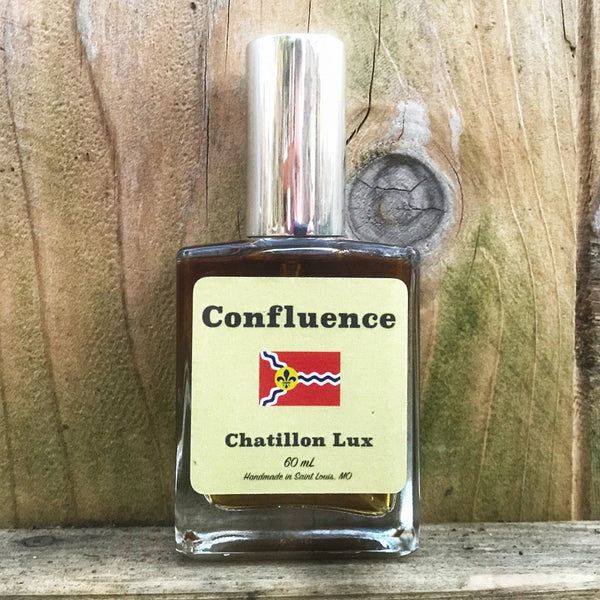 Confluence
Chatillon Lux
60 mL
Handmade in Saint Louis, MO